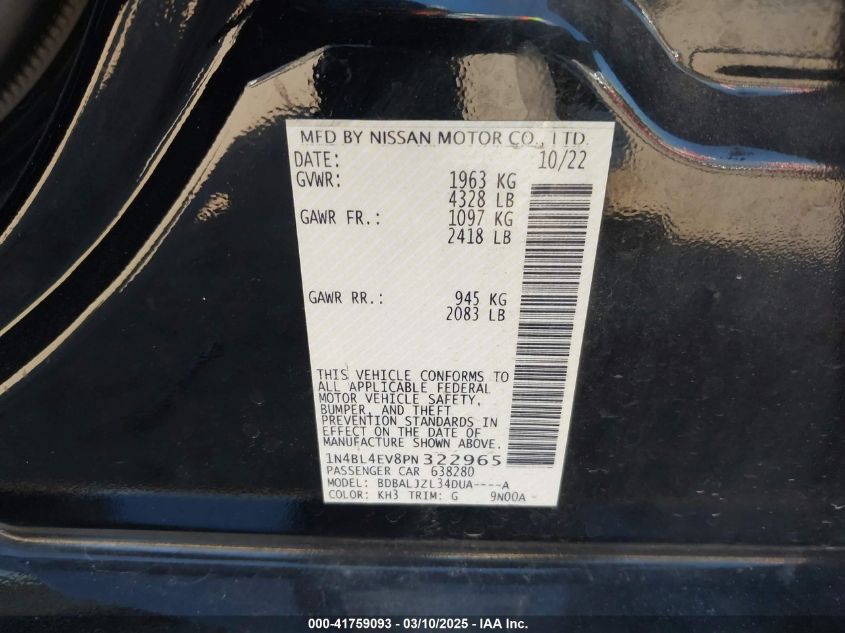 MFD BY NISSAN MOTOR CO., LTD.
DATE: 10/22
GVWR: 1963 KG
4328 LB
GAWR FR.: 1097 KG
2418 LB
GAWR RR.: 945 KG
2083 LB
THIS VEHICLE CONFORMS TO
ALL APPLICABLE FEDERAL
MOTOR VEHICLE SAFETY,
BUMPER, AND THEFT
PREVENTION STANDARDS IN
EFFECT ON THE DATE OF
MANUFACTURE SHOWN ABOVE.
1N4BL4EV8PN322965
PASSENGER CAR 638280
MODEL: BDBALJZL34DUA----A
COLOR: KH3 TRIM: G 9N00A
000-41759093 - 03/10/2025 - IAA Inc.